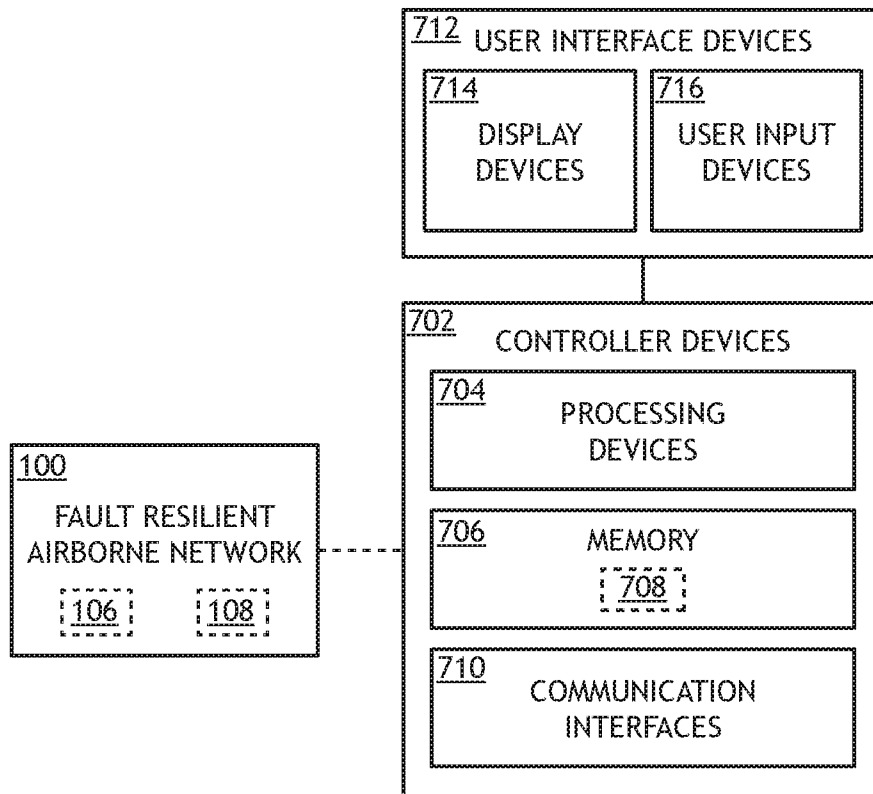 712
USER INTERFACE DEVICES
714
DISPLAY
DEVICES
716
USER INPUT
DEVICES
702
CONTROLLER DEVICES
704
PROCESSING
DEVICES
100
FAULT RESILIENT
AIRBORNE NETWORK
106
108
706
MEMORY
708
710
COMMUNICATION
INTERFACES